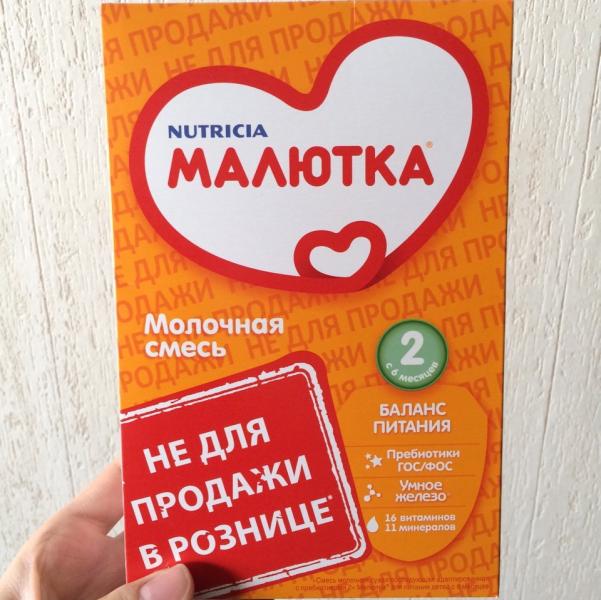 НЕ ДЛЯ ПРОДАЖИ
NUTRICIA
МАЛЮТКА®
Молочная
смесь
2
с 6 месяцев
БАЛАНС
ПИТАНИЯ
Пребиотики
ГОС/ФОС
Умное
железо
16 витаминов
11 минералов
НЕ ДЛЯ
ПРОДАЖИ
В РОЗНИЦЕ*